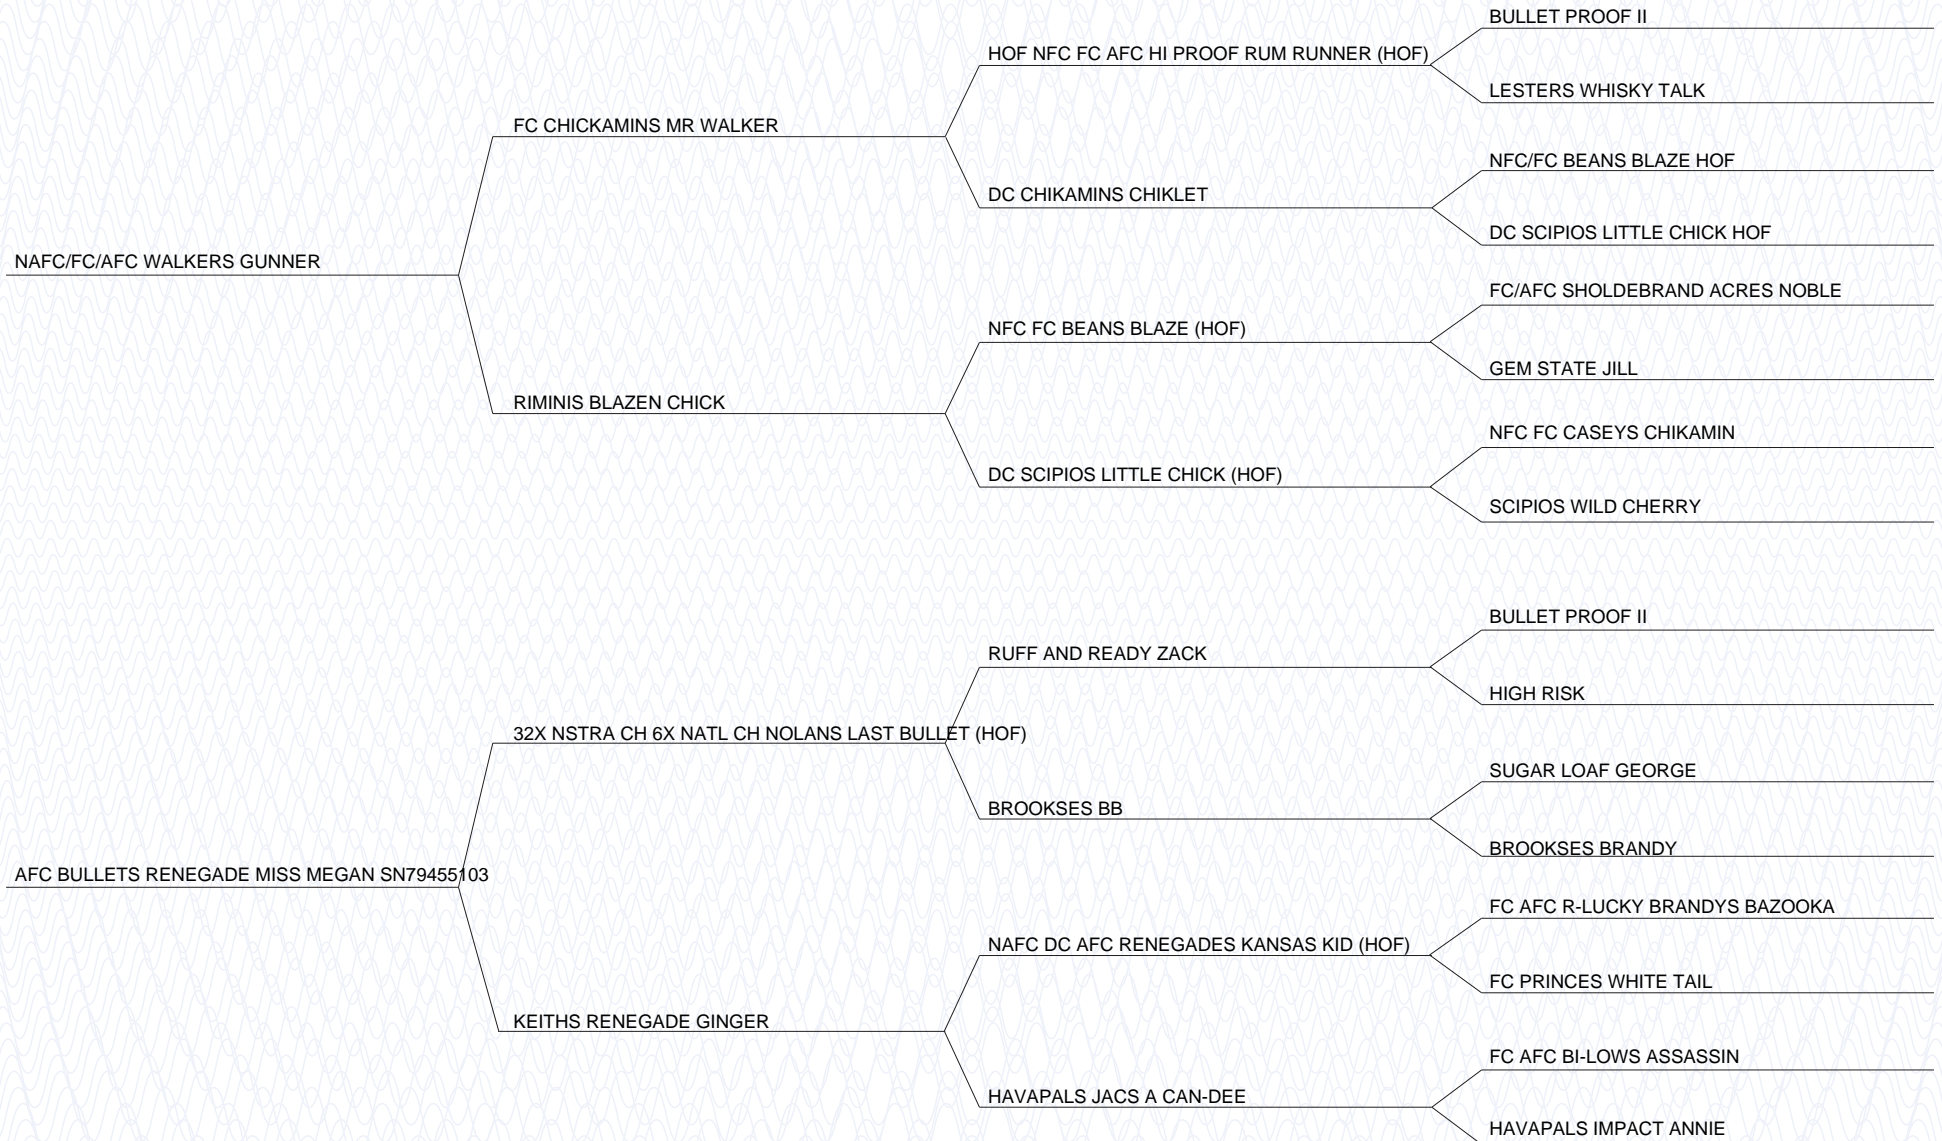 BULLET PROOF II
HOF NFC FC AFC HI PROOF RUM RUNNER (HOF)
LESTERS WHISKY TALK
FC CHICKAMINS MR WALKER
NFC/FC BEANS BLAZE HOF
DC CHIKAMINS CHIKLET
DC SCIPIOS LITTLE CHICK HOF
NAFC/FC/AFC WALKERS GUNNER
FC/AFC SHOLDEBRAND ACRES NOBLE
NFC FC BEANS BLAZE (HOF)
GEM STATE JILL
RIMINIS BLAZEN CHICK
NFC FC CASEYS CHIKAMIN
DC SCIPIOS LITTLE CHICK (HOF)
SCIPIOS WILD CHERRY
BULLET PROOF II
RUFF AND READY ZACK
HIGH RISK
32X NSTRA CH 6X NATL CH NOLANS LAST BULLET (HOF)
SUGAR LOAF GEORGE
BROOKSES BB
BROOKSES BRANDY
AFC BULLETS RENEGADE MISS MEGAN SN79455103
FC AFC R-LUCKY BRANDYS BAZOOKA
NAFC DC AFC RENEGADES KANSAS KID (HOF)
FC PRINCES WHITE TAIL
KEITHS RENEGADE GINGER
FC AFC BI-LOWS ASSASSIN
HAVAPALS JACS A CAN-DEE
HAVAPALS IMPACT ANNIE